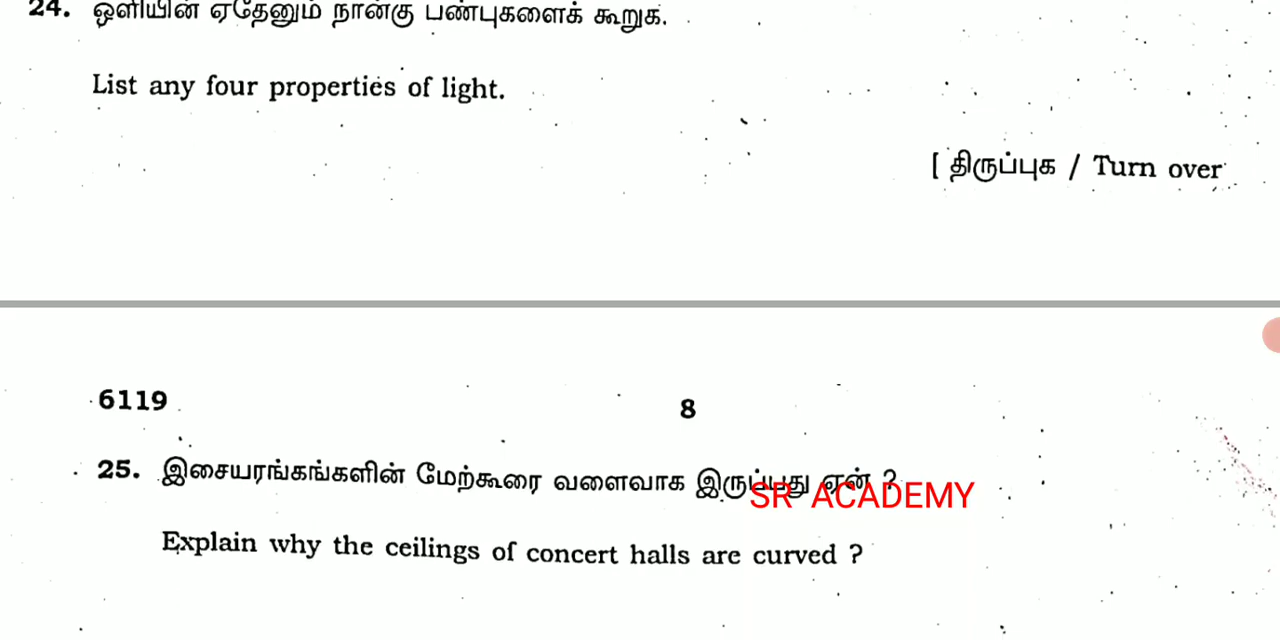 24. ஒளியின் ஏதேனும் நான்கு பண்புகளைக் கூறுக.
List any four properties of light.
[ திருப்புக / Turn over
6119
8
25. இசையரங்கங்களின் மேற்கூரை வளைவாக இருப்பது ஏன் ?
SR ACADEMY
Explain why the ceilings of concert halls are curved ?